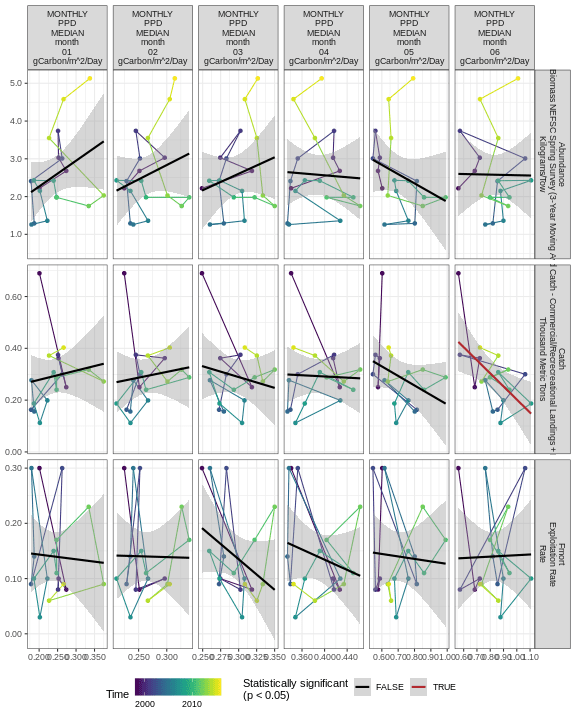 MONTHLY
PPD
MEDIAN
month
01
gCarbon/m^2/Day
MONTHLY
PPD
MEDIAN
month
02
gCarbon/m^2/Day
MONTHLY
PPD
MEDIAN
month
03
gCarbon/m^2/Day
MONTHLY
PPD
MEDIAN
month
04
gCarbon/m^2/Day
MONTHLY
PPD
MEDIAN
month
05
gCarbon/m^2/Day
MONTHLY
PPD
MEDIAN
month
06
gCarbon/m^2/Day
5.0
4.0
3.0
2.0
1.0
Abundance
Biomass NEFSC Spring Survey (3-Year Moving
Kilograms/Tow
0.60
0.40
0.20
0.00
Catch
Catch - Commercial/Recreational Landings +
Thousand Metric Tons
0.30
0.20
0.10
0.00
Fmort
Exploitation Rate
Rate
0.200 0.250 0.300 0.350
0.250 0.300
0.250 0.275 0.300 0.325 0.350
0.360 0.400 0.440
0.600 0.700 0.800 0.901.00
0.60 0.70 0.80 0.90 1.00 1.10
Time
2000 2010
Statistically significant
(p < 0.05)
FALSE
TRUE